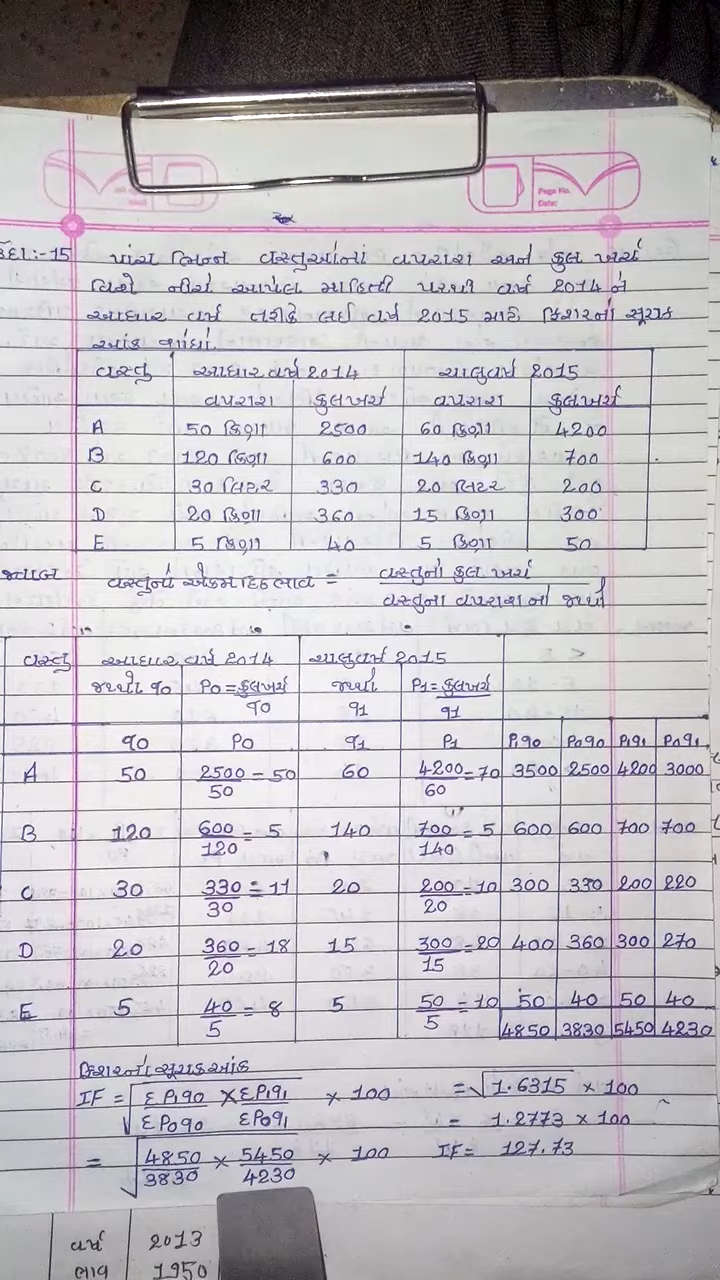 Page No.
Date:
ઉદા:-15 પાંચ ભિન્ન વસ્તુઓનાં વપરાશ અને કુલ ખર્ચ
વિશે નીચે આપેલ માહિતી પરથી વર્ષ 2014 ને
આધાર વર્ષ તરીકે લઈ વર્ષ 2015 માટે ફિશરનો સૂચક
આંક શોધો.
વસ્તુ આધાર વર્ષ 2014 ચાલુવર્ષ 2015
વપરાશ કુલખર્ચ વપરાશ કુલખર્ચ
A 50 કિગ્રા 2500 60 કિગ્રા 4200
B 120 કિગ્રા 600 140 કિગ્રા 700
C 30 લિટર 330 20 લિટર 200
D 20 કિગ્રા 360 15 કિગ્રા 300
E 5 કિગ્રા 40 5 કિગ્રા 50
જવાબ વસ્તુનો એકમ દિઠ ભાવ = વસ્તુનો કુલ ખર્ચ
વસ્તુના વપરાશનો જથ્થો
વસ્તુ આધાર વર્ષ 2014 ચાલુવર્ષ 2015
જથ્થો q0 P0 = કુલખર્ચ / q0 જથ્થો q1 P1 = કુલખર્ચ / q1
q0 P0 q1 P1 P1q0 P0q0 P1q1 P0q1
A 50 2500/50 = 50 60 4200/60 = 70 3500 2500 4200 3000
B 120 600/120 = 5 140 700/140 = 5 600 600 700 700
C 30 330/30 = 11 20 200/20 = 10 300 330 200 220
D 20 360/20 = 18 15 300/15 = 20 400 360 300 270
E 5 40/5 = 8 5 50/5 = 10 50 40 50 40
4850 3830 5450 4230
ફિશરનો સૂચકઆંક
IF = √(ΣP1q0/ΣP0q0 × ΣP1q1/ΣP0q1) × 100
= √(4850/3830 × 5450/4230) × 100
= √1.6315 × 100
= 1.2773 × 100
IF = 127.73
વર્ષ 2013
ભાવ 1950